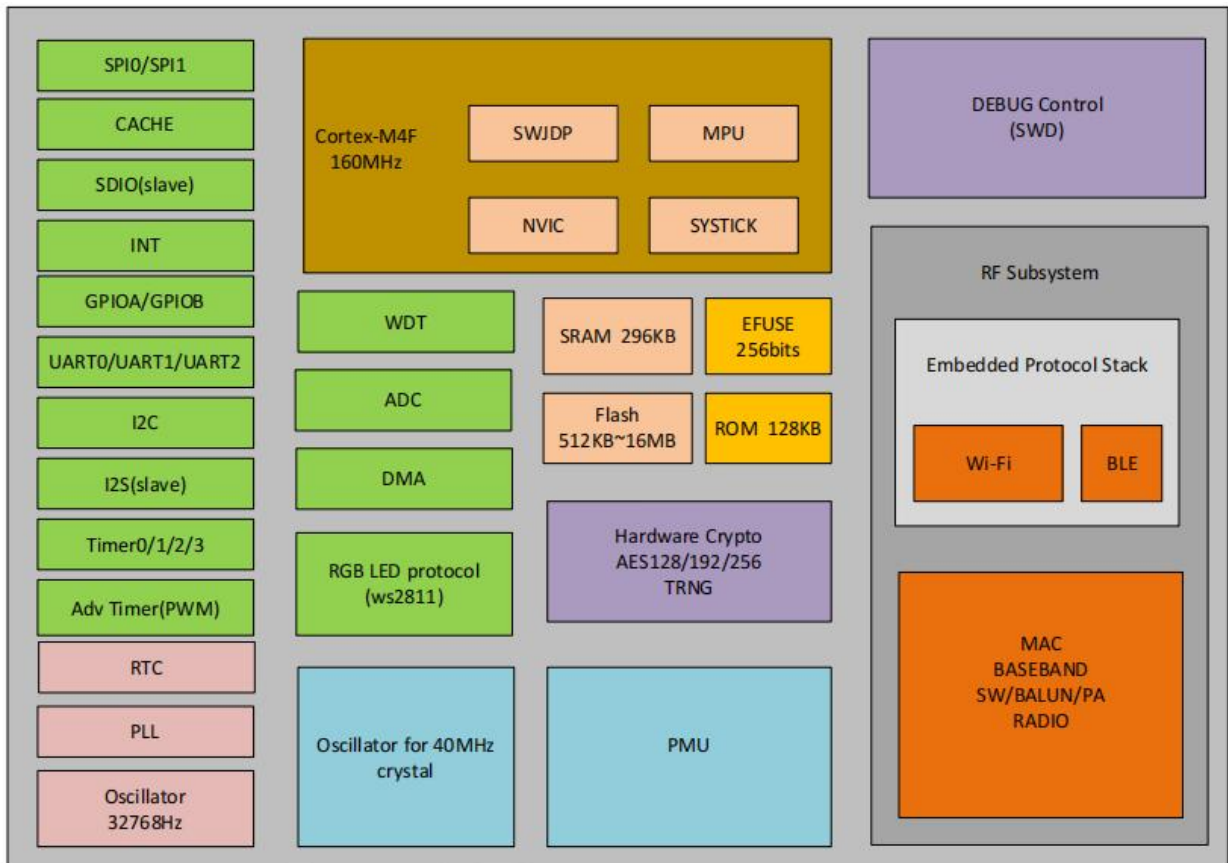 SPI0/SPI1
CACHE
SDIO(slave)
INT
GPIOA/GPIOB
UART0/UART1/UART2
I2C
I2S(slave)
Timer0/1/2/3
Adv Timer(PWM)
RTC
PLL
Oscillator
32768Hz
Cortex-M4F
160MHz
SWJDP
MPU
NVIC
SYSTICK
WDT
ADC
DMA
RGB LED protocol
(ws2811)
Oscillator for 40MHz
crystal
SRAM 296KB
EFUSE
256bits
Flash
512KB~16MB
ROM 128KB
Hardware Crypto
AES128/192/256
TRNG
PMU
DEBUG Control
(SWD)
RF Subsystem
Embedded Protocol Stack
Wi-Fi
BLE
MAC
BASEBAND
SW/BALUN/PA
RADIO